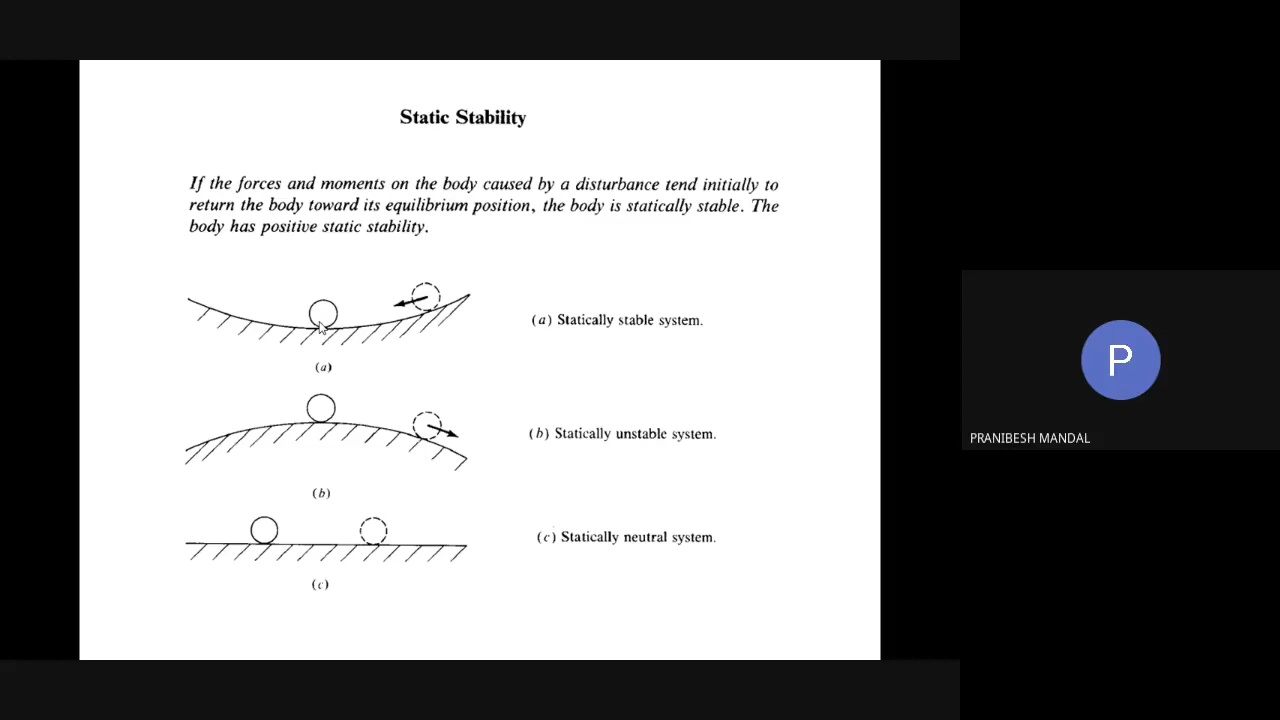 Static Stability
If the forces and moments on the body caused by a disturbance tend initially to
return the body toward its equilibrium position, the body is statically stable. The
body has positive static stability.
(a) Statically stable system.
(a)
(b) Statically unstable system.
(b)
(c) Statically neutral system.
(c)
P
PRANIBESH MANDAL